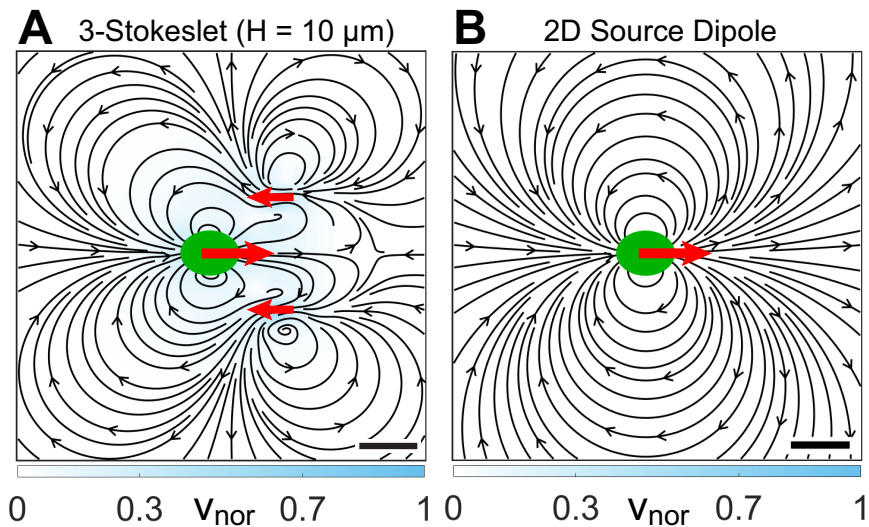 A 3-Stokeslet (H = 10 μm)
B 2D Source Dipole
0 0.3 v_nor 0.7 1
0 0.3 v_nor 0.7 1